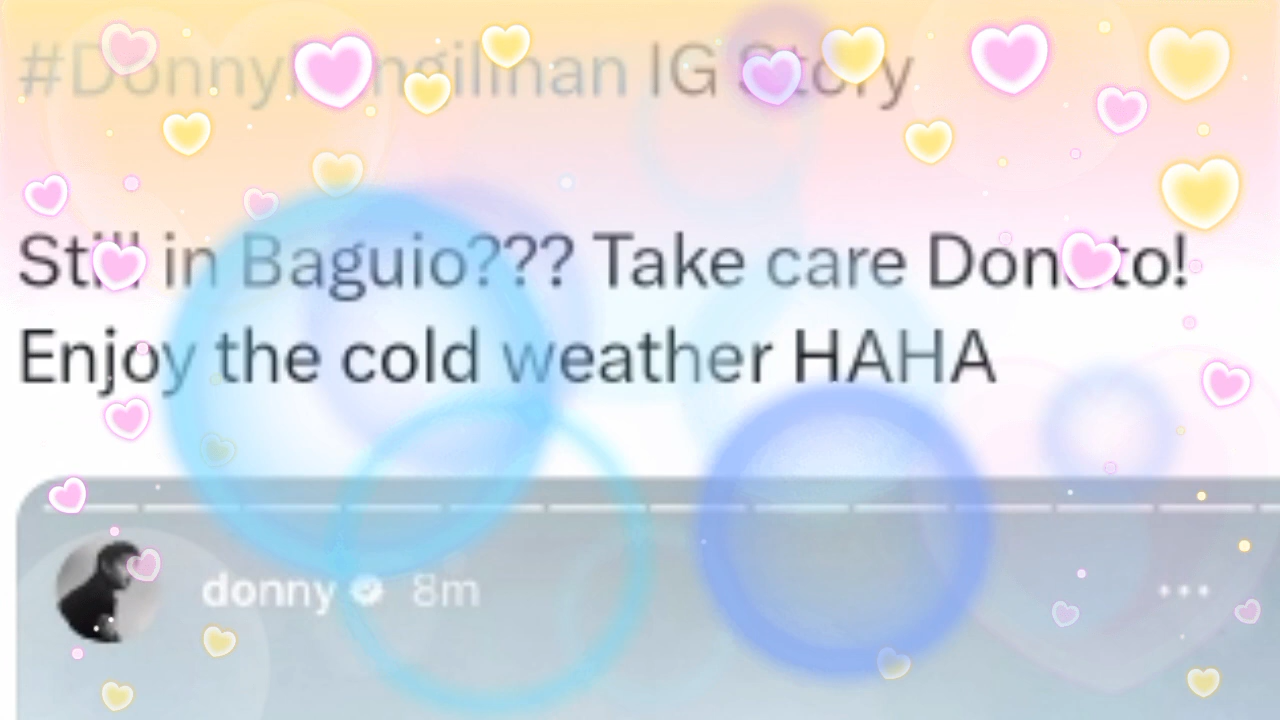 #DonnyPangilinan IG Story
Still in Baguio??? Take care Donato!
Enjoy the cold weather HAHA
donny 8m